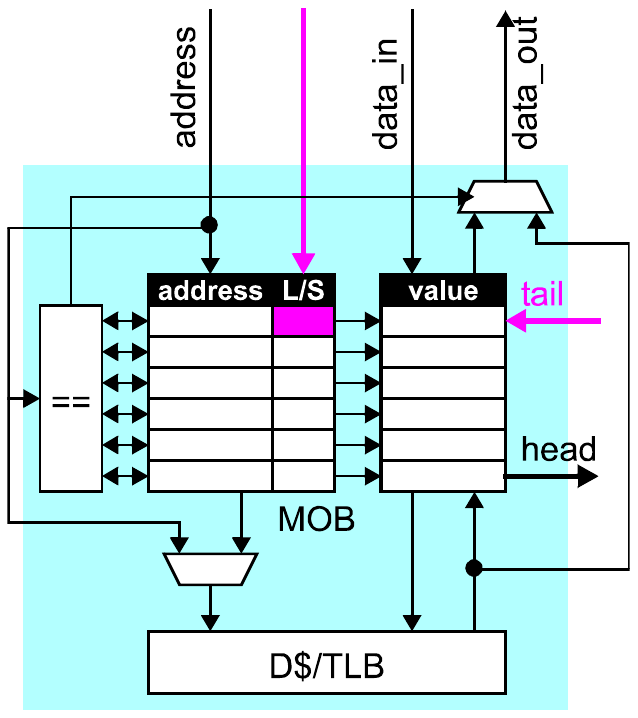 address
data_in
data_out
address L/S
value
tail
==
head
MOB
D$/TLB